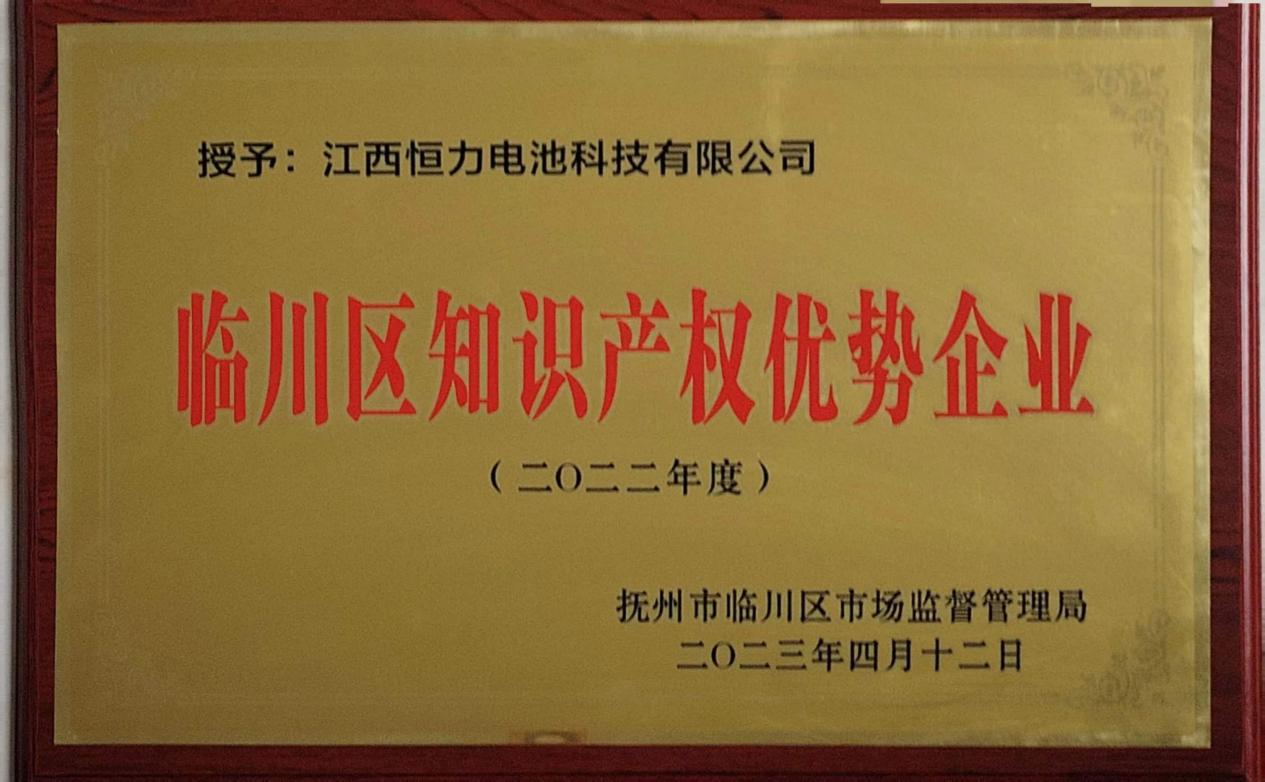 授予：江西恒力电池科技有限公司
临川区知识产权优势企业
（二〇二二年度）
抚州市临川区市场监督管理局
二〇二三年四月十二日